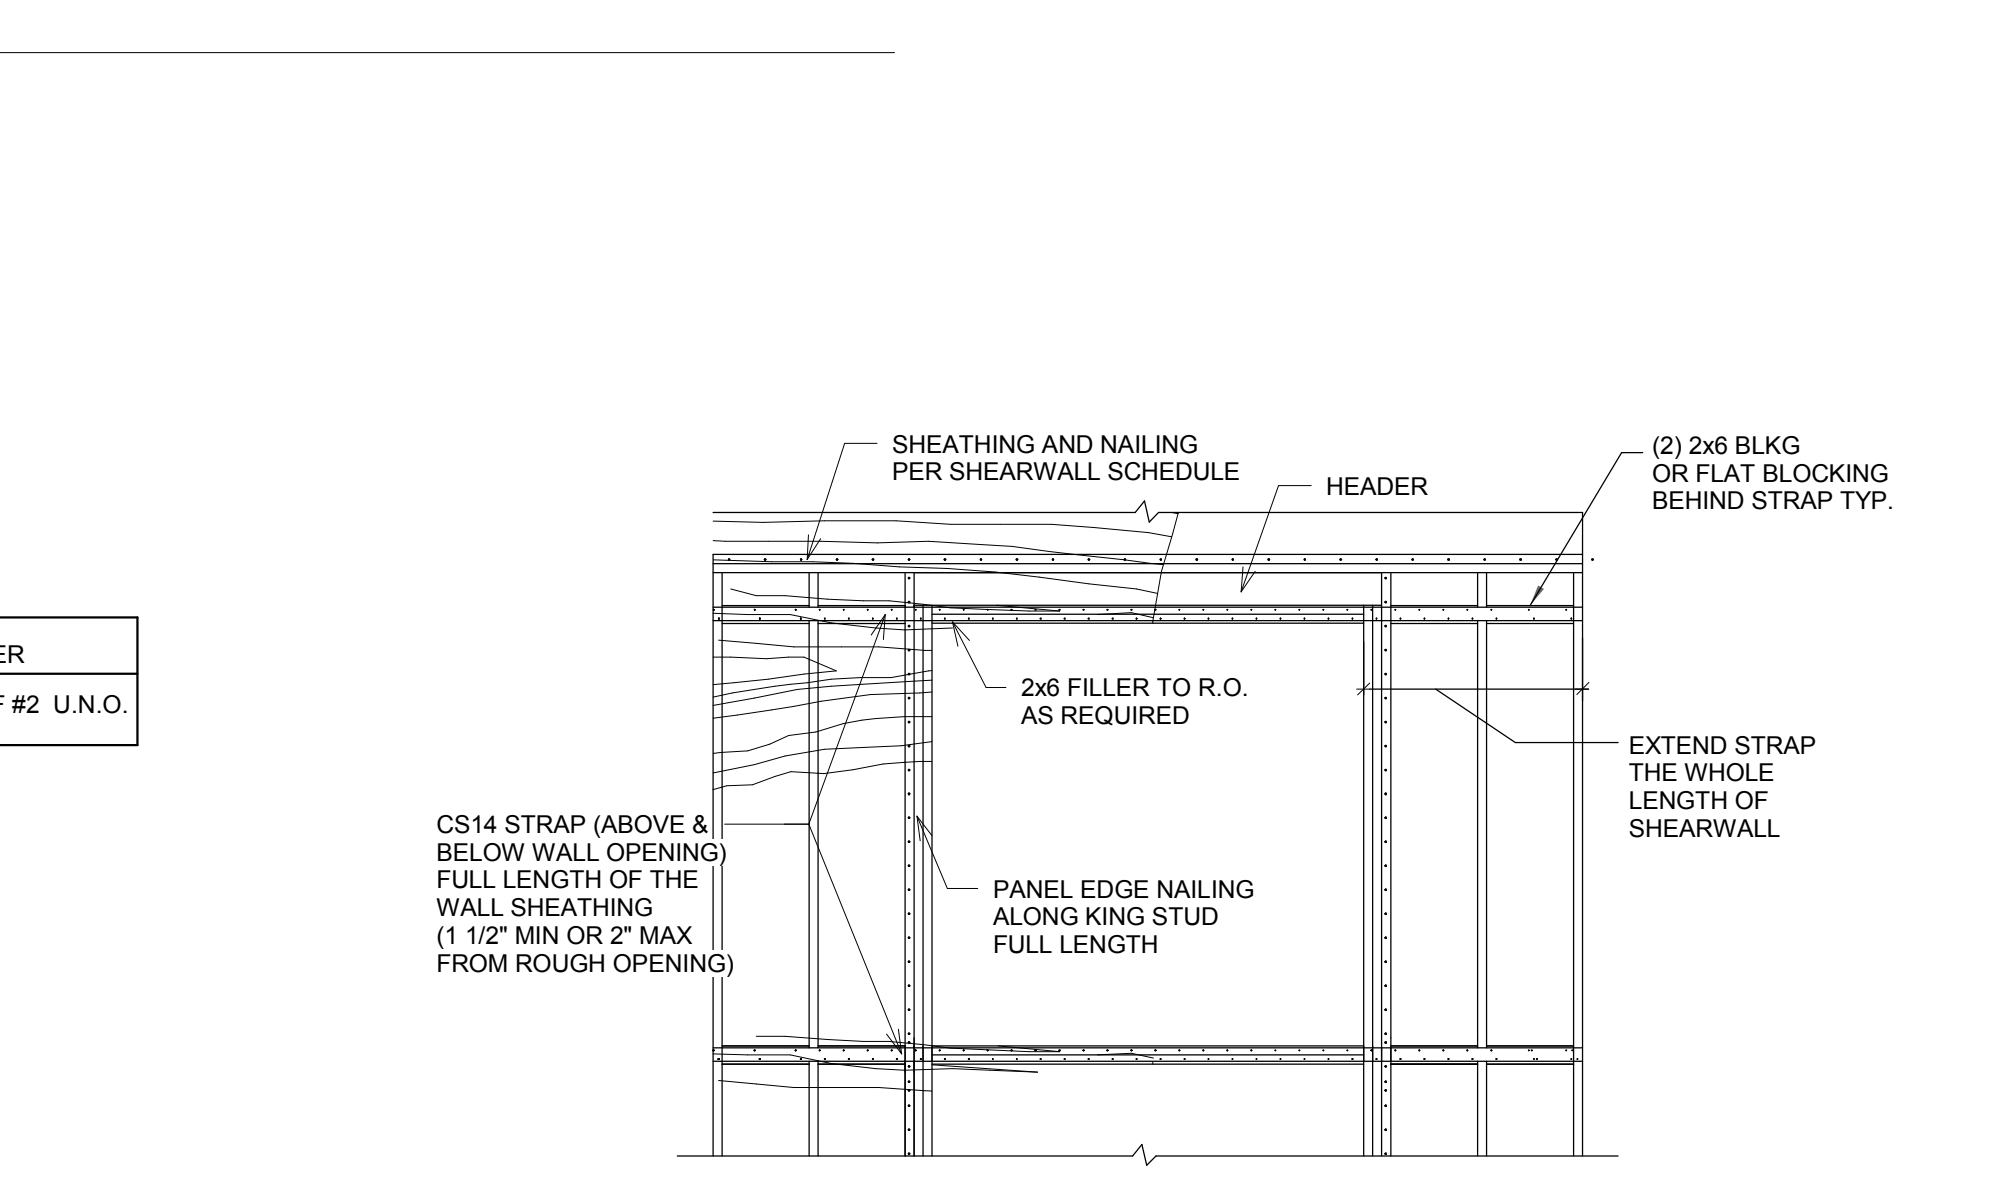 SHEATHING AND NAILING
PER SHEARWALL SCHEDULE
HEADER
(2) 2x6 BLKG
OR FLAT BLOCKING
BEHIND STRAP TYP.
#2 U.N.O.
2x6 FILLER TO R.O.
AS REQUIRED
EXTEND STRAP
THE WHOLE
LENGTH OF
SHEARWALL
CS14 STRAP (ABOVE &
BELOW WALL OPENING)
FULL LENGTH OF THE
WALL SHEATHING
(1 1/2" MIN OR 2" MAX
FROM ROUGH OPENING)
PANEL EDGE NAILING
ALONG KING STUD
FULL LENGTH